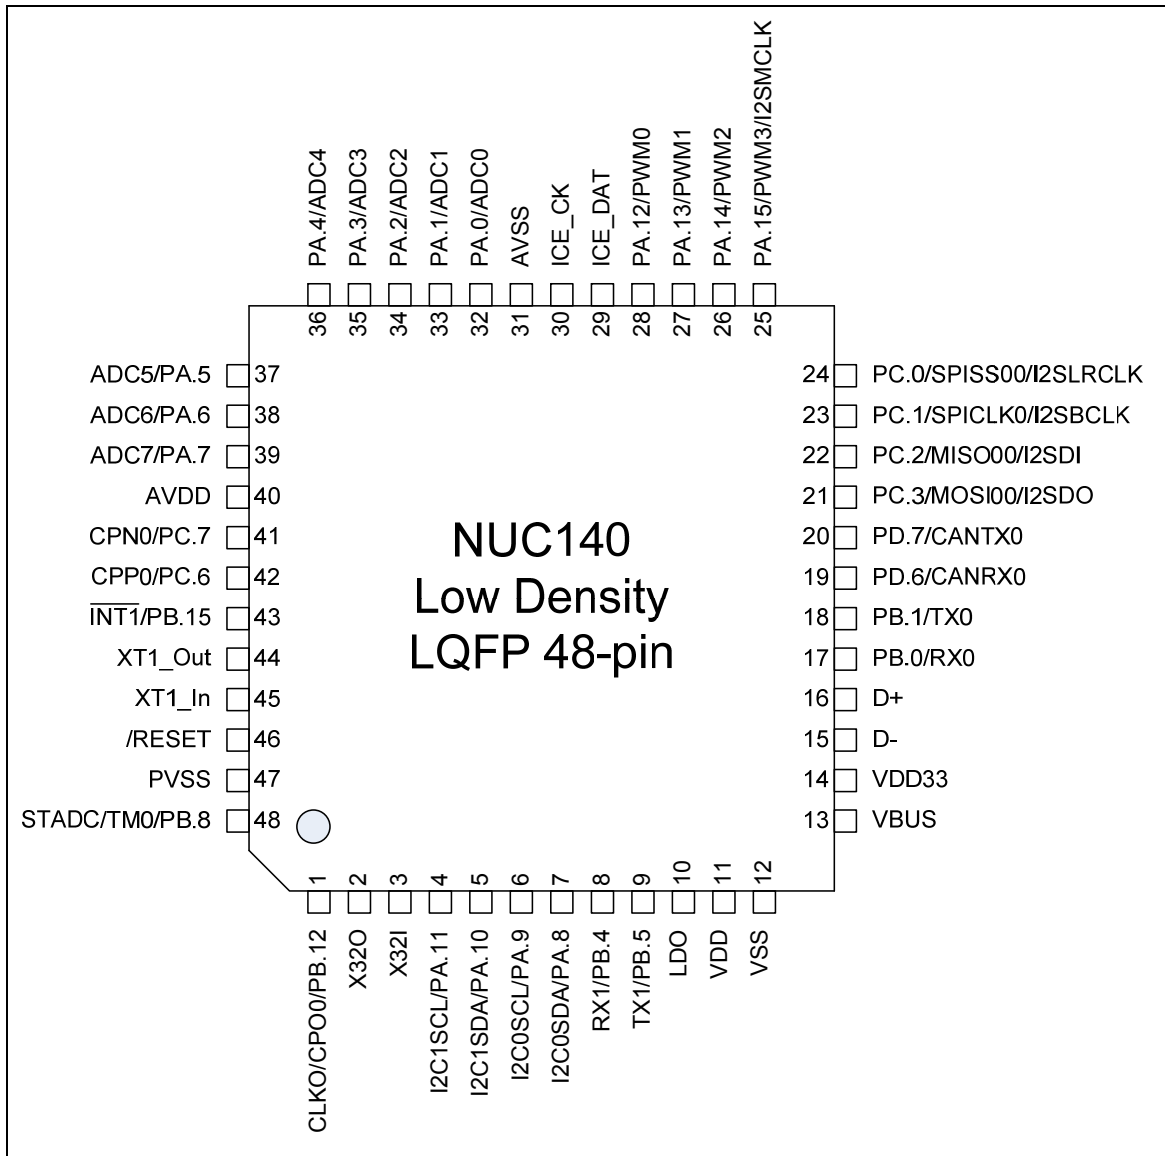 PA.4/ADC4
PA.3/ADC3
PA.2/ADC2
PA.1/ADC1
PA.0/ADC0
AVSS
ICE_CK
ICE_DAT
PA.12/PWM0
PA.13/PWM1
PA.14/PWM2
PA.15/PWM3/I2SMCLK
36
35
34
33
32
31
30
29
28
27
26
25
ADC5/PA.5 37
ADC6/PA.6 38
ADC7/PA.7 39
AVDD 40
CPN0/PC.7 41
CPP0/PC.6 42
INT1/PB.15 43
XT1_Out 44
XT1_In 45
/RESET 46
PVSS 47
STADC/TM0/PB.8 48
NUC140
Low Density
LQFP 48-pin
24 PC.0/SPISS00/I2SLRCLK
23 PC.1/SPICLK0/I2SBCLK
22 PC.2/MISO00/I2SDI
21 PC.3/MOSI00/I2SDO
20 PD.7/CANTX0
19 PD.6/CANRX0
18 PB.1/TX0
17 PB.0/RX0
16 D+
15 D-
14 VDD33
13 VBUS
1
2
3
4
5
6
7
8
9
10
11
12
CLKO/CPO0/PB.12
X32O
X32I
I2C1SCL/PA.11
I2C1SDA/PA.10
I2C0SCL/PA.9
I2C0SDA/PA.8
RX1/PB.4
TX1/PB.5
LDO
VDD
VSS